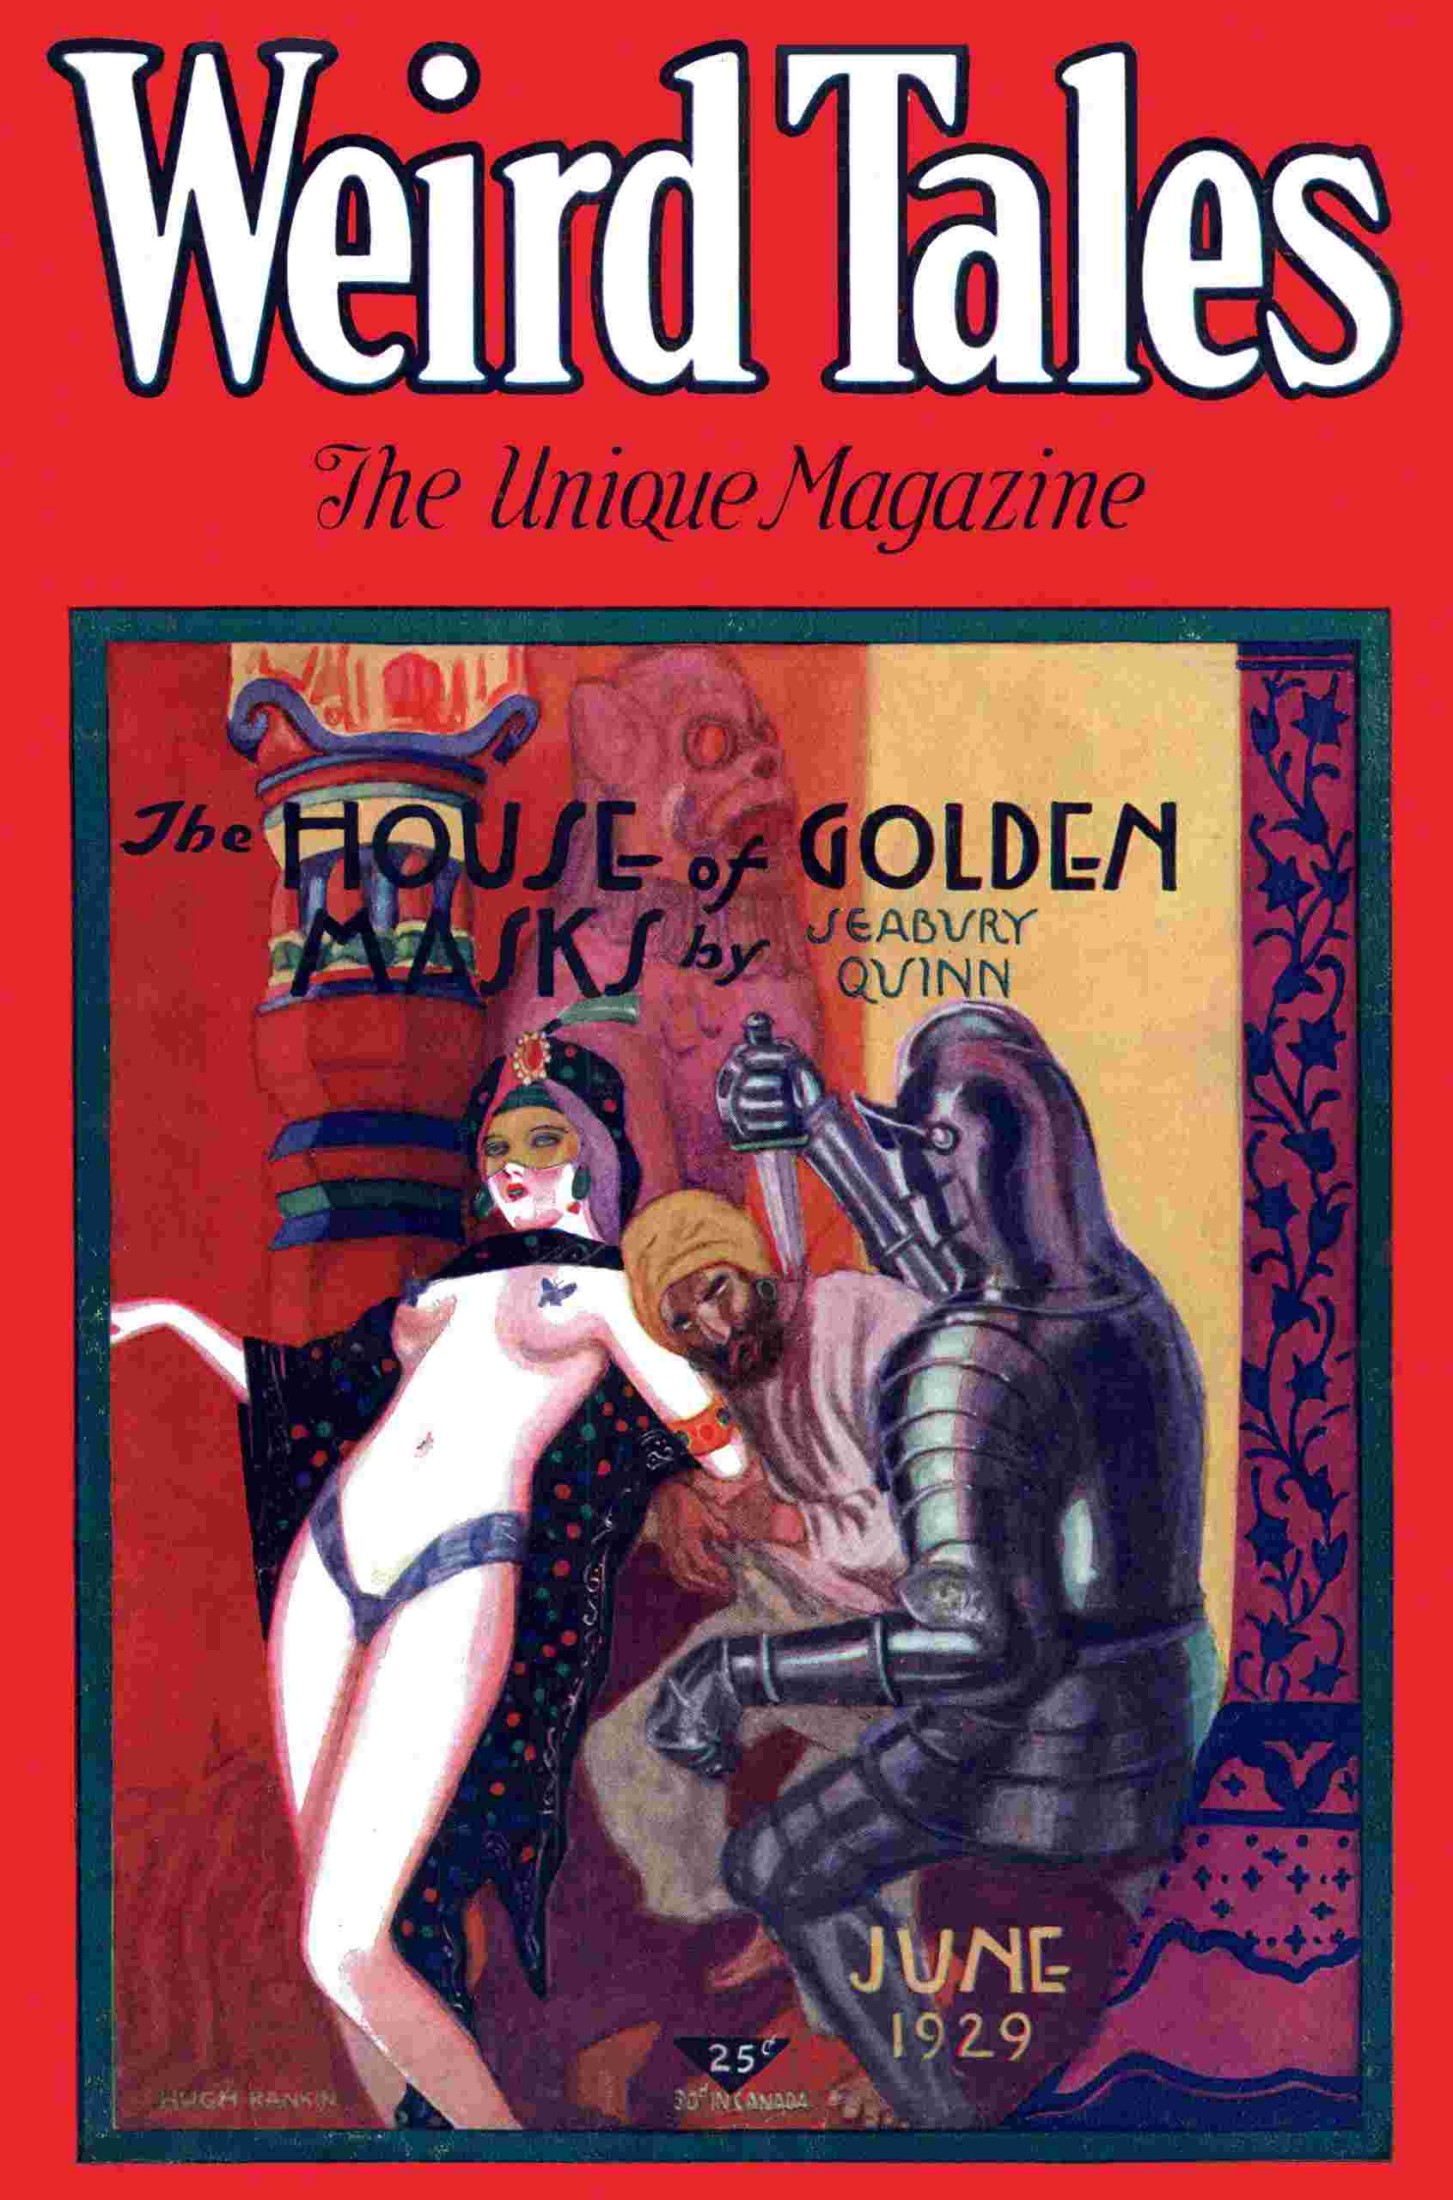 Weird Tales
The Unique Magazine
The HOUSE of GOLDEN
MASKS by SEABURY
QUINN
JUNE
1929
25¢
30¢ IN CANADA
HUGH RANKIN